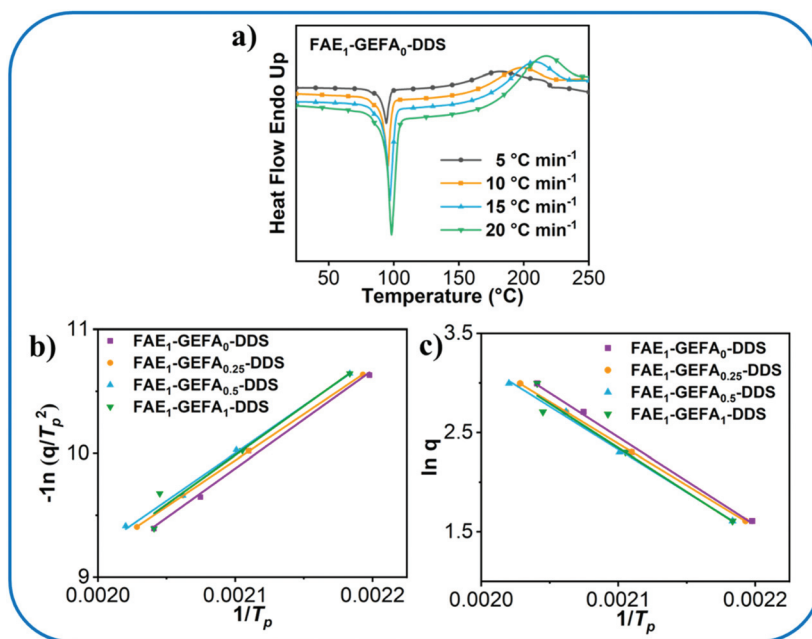 a)
FAE₁-GEFA₀-DDS
Heat Flow Endo Up
5 °C min⁻¹
10 °C min⁻¹
15 °C min⁻¹
20 °C min⁻¹
50 100 150 200 250
Temperature (°C)
b)
11
10
9
-1n (q/Tₚ²)
FAE₁-GEFA₀-DDS
FAE₁-GEFA₀.₂₅-DDS
FAE₁-GEFA₀.₅-DDS
FAE₁-GEFA₁-DDS
0.0020 0.0021 0.0022
1/Tₚ
c)
3.5
2.5
1.5
ln q
FAE₁-GEFA₀-DDS
FAE₁-GEFA₀.₂₅-DDS
FAE₁-GEFA₀.₅-DDS
FAE₁-GEFA₁-DDS
0.0020 0.0021 0.0022
1/Tₚ